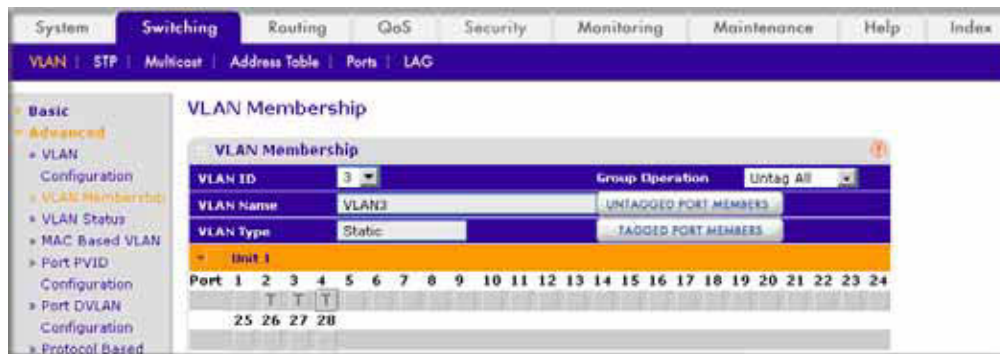 System Switching Routing QoS Security Monitoring Maintenance Help Index
VLAN STP Multicast Address Table Ports LAG
Basic
Advanced
VLAN
Configuration
VLAN Membership
VLAN Status
MAC Based VLAN
Port PVID
Configuration
Port DVLAN
Configuration
Protocol Based
VLAN Membership
VLAN Membership
VLAN ID 3 Group Operation Untag All
VLAN Name VLAN3 UNTAGGED PORT MEMBERS
VLAN Type Static TAGGED PORT MEMBERS
Unit 1
Port 1 2 3 4 5 6 7 8 9 10 11 12 13 14 15 16 17 18 19 20 21 22 23 24
T T T
25 26 27 28